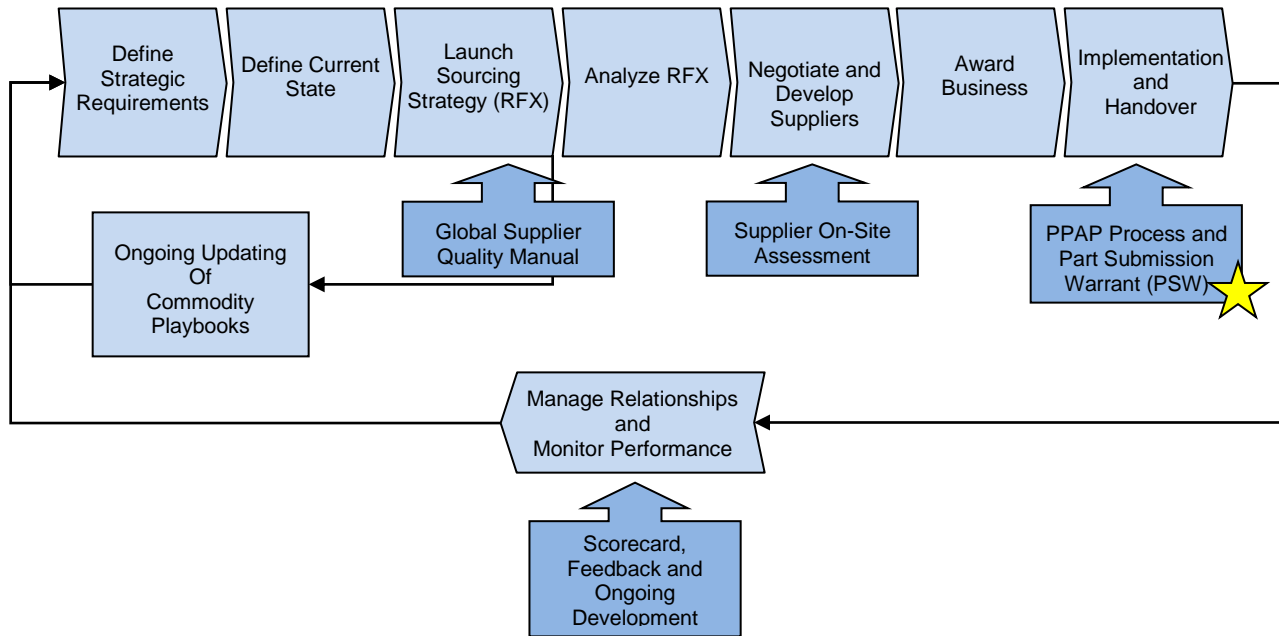 Define
Strategic
Requirements
Define Current
State
Launch
Sourcing
Strategy (RFX)
Analyze RFX
Negotiate and
Develop
Suppliers
Award
Business
Implementation
and
Handover
Global Supplier
Quality Manual
Supplier On-Site
Assessment
PPAP Process and
Part Submission
Warrant (PSW)
Ongoing Updating
Of
Commodity
Playbooks
Manage Relationships
and
Monitor Performance
Scorecard,
Feedback and
Ongoing
Development